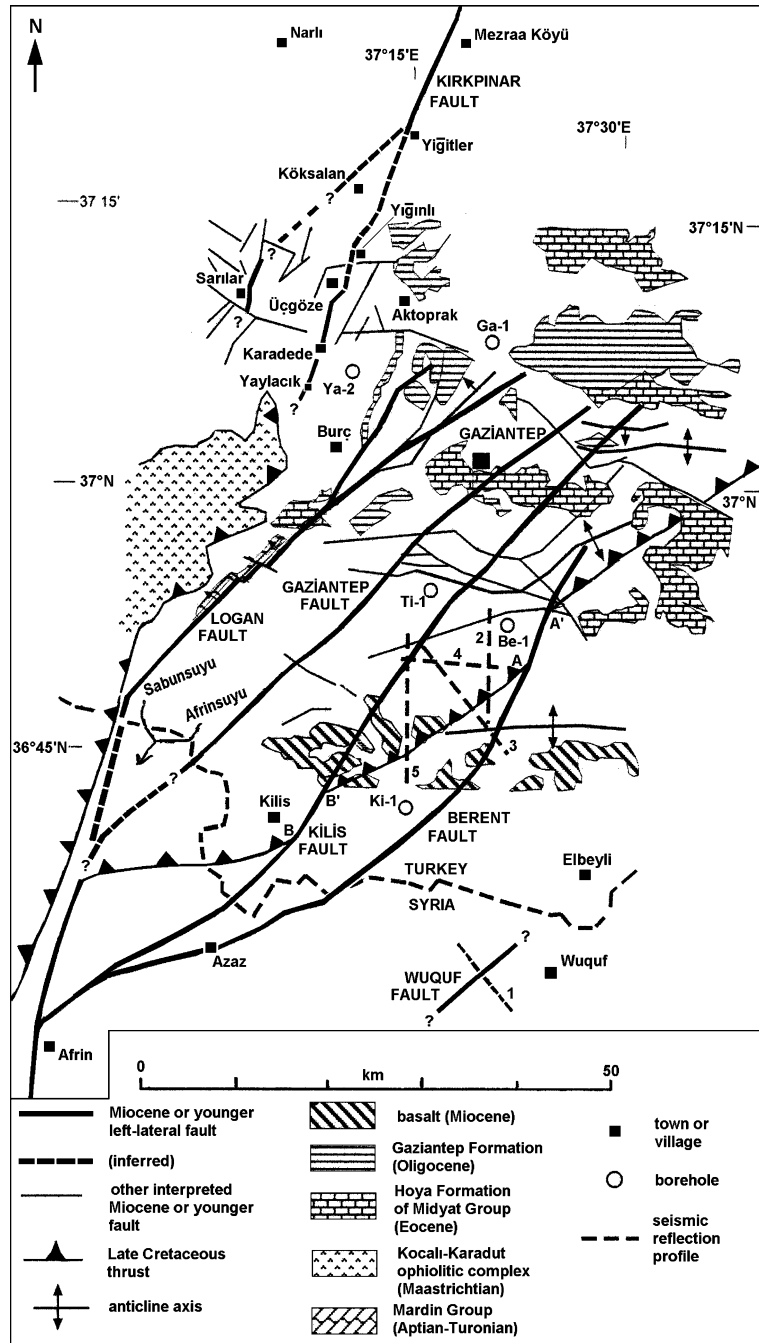 N
Narlı
Mezraa Köyü
37°15'E
KIRKPINAR
FAULT
37°30'E
Yiğitler
Köksalan
37 15'
?
Yığınlı
37°15'N
?
Sarılar
Üçgöze
Aktoprak
?
Ga-1
Karadede
Yaylacık
Ya-2
?
Burç
GAZİANTEP
37°N
37°N
GAZİANTEP
FAULT
Ti-1
LOGAN
FAULT
A'
2
Be-1
4
A
Sabunsuyu
Afrinsuyu
36°45'N
3
?
5
B'
Ki-1
Kilis
BERENT
FAULT
B
KİLİS
FAULT
?
TURKEY
Elbeyli
SYRIA
?
Azaz
WUQUF
FAULT
Wuquf
1
?
Afrin
0
km
50
Miocene or younger
left-lateral fault
(inferred)
other interpreted
Miocene or younger
fault
Late Cretaceous
thrust
anticline axis
basalt (Miocene)
Gaziantep Formation
(Oligocene)
Hoya Formation
of Midyat Group
(Eocene)
Kocalı-Karadut
ophiolitic complex
(Maastrichtian)
Mardin Group
(Aptian-Turonian)
town or
village
borehole
seismic
reflection
profile